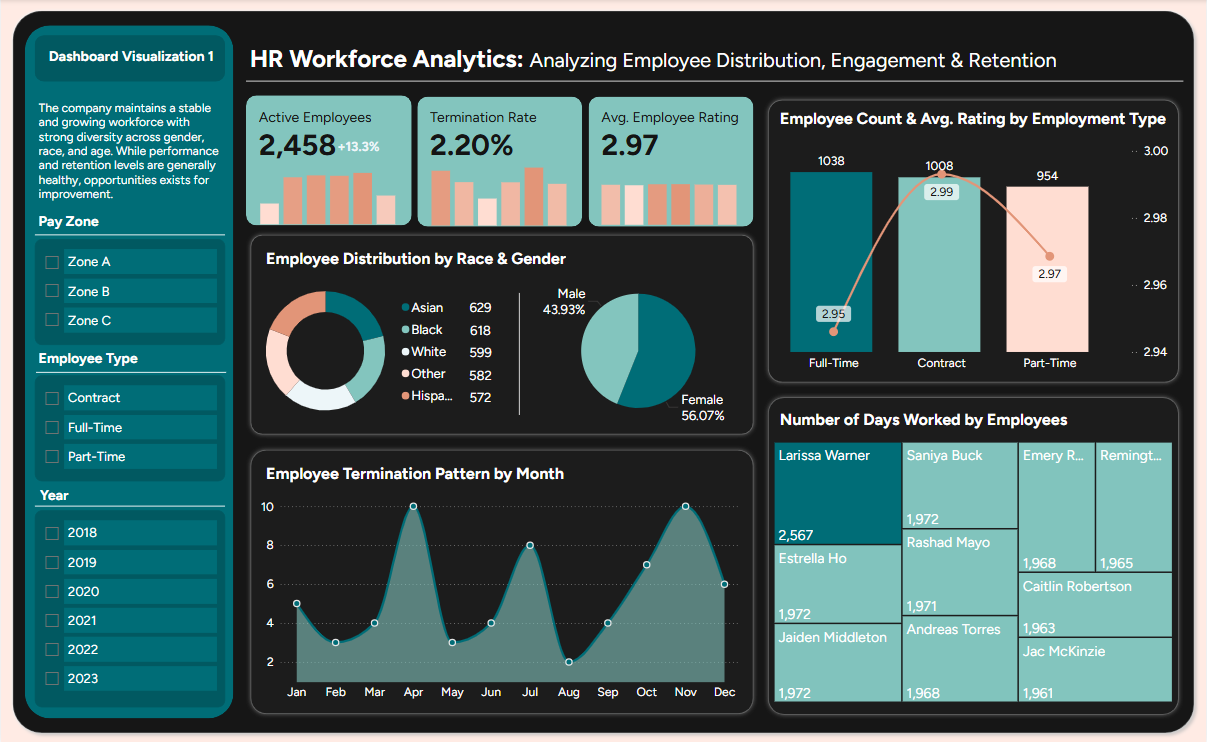 Dashboard Visualization 1
The company maintains a stable
and growing workforce with
strong diversity across gender,
race, and age. While performance
and retention levels are generally
healthy, opportunities exists for
improvement.
Pay Zone
Zone A
Zone B
Zone C
Employee Type
Contract
Full-Time
Part-Time
Year
2018
2019
2020
2021
2022
2023
HR Workforce Analytics: Analyzing Employee Distribution, Engagement & Retention
Active Employees
2,458 +13.3%
Termination Rate
2.20%
Avg. Employee Rating
2.97
Employee Distribution by Race & Gender
Asian 629
Black 618
White 599
Other 582
Hispa... 572
Male
43.93%
Female
56.07%
Employee Termination Pattern by Month
10
8
6
4
2
Jan Feb Mar Apr May Jun Jul Aug Sep Oct Nov Dec
Employee Count & Avg. Rating by Employment Type
1038 1008 954
2.95 2.99 2.97
3.00
2.98
2.96
2.94
Full-Time Contract Part-Time
Number of Days Worked by Employees
Larissa Warner
2,567
Estrella Ho
1,972
Jaiden Middleton
1,972
Saniya Buck
1,972
Rashad Mayo
1,971
Andreas Torres
1,968
Emery R...
1,968
Remingt...
1,965
Caitlin Robertson
1,963
Jac McKinzie
1,961